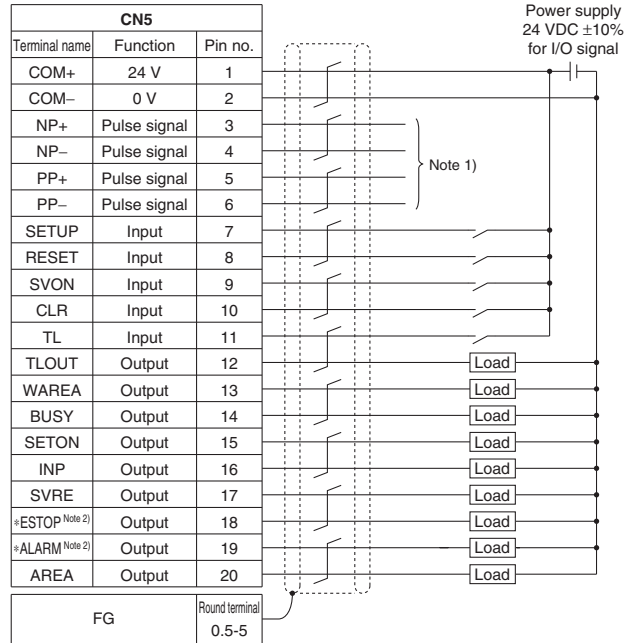 Power supply
24 VDC ±10%
for I/O signal
CN5
Terminal name Function Pin no.
COM+ 24 V 1
COM− 0 V 2
NP+ Pulse signal 3
NP− Pulse signal 4
PP+ Pulse signal 5
PP− Pulse signal 6
Note 1)
SETUP Input 7
RESET Input 8
SVON Input 9
CLR Input 10
TL Input 11
TLOUT Output 12 Load
WAREA Output 13 Load
BUSY Output 14 Load
SETON Output 15 Load
INP Output 16 Load
SVRE Output 17 Load
*ESTOP Note 2) Output 18 Load
*ALARM Note 2) Output 19 Load
AREA Output 20 Load
FG Round terminal
0.5-5